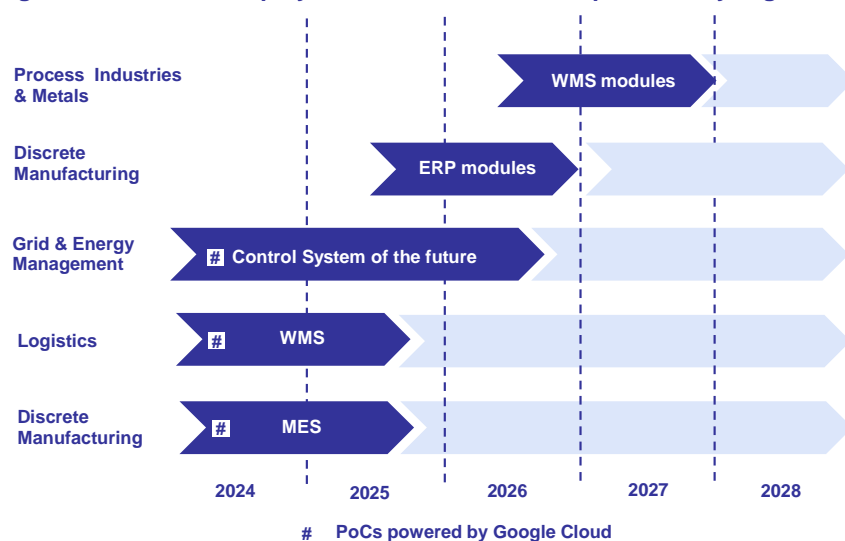 Process Industries
& Metals
WMS modules
Discrete
Manufacturing
ERP modules
Grid & Energy
Management
# Control System of the future
Logistics
# WMS
Discrete
Manufacturing
# MES
2024 2025 2026 2027 2028
# PoCs powered by Google Cloud